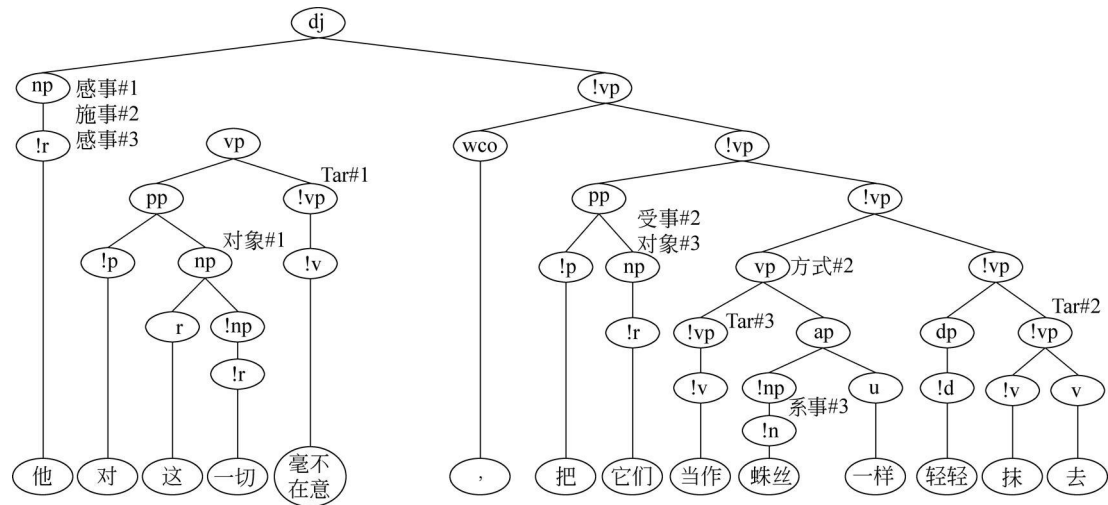 dj
np 感事#1 !vp
施事#2
!r 感事#3 vp wco !vp
Tar#1
pp !vp pp !vp
对象#1 受事#2
对象#3
!p np !v !p np vp 方式#2 !vp
r !np !r !vp Tar#3 ap dp !vp Tar#2
!r !v !np u !d !v v
系事#3
!n
他 对 这 一切 毫不在意 , 把 它们 当作 蛛丝 一样 轻轻 抹 去